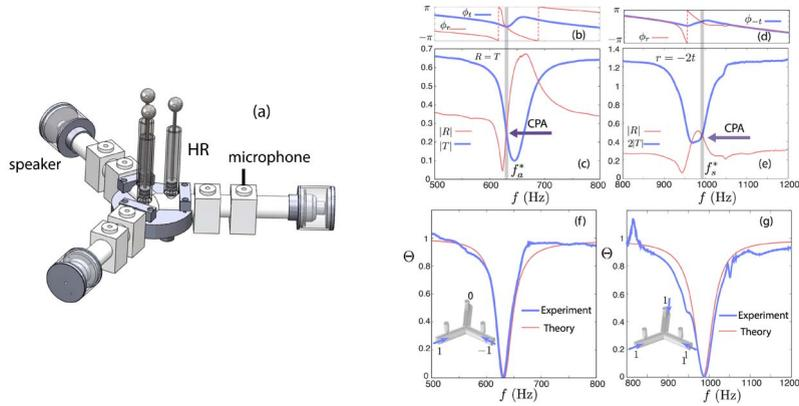 (a)
HR
microphone
speaker
π
−π
ϕt
ϕr
(b)
R = T
0.7
0.6
0.5
0.4
0.3
0.2
0.1
0.0
|R|
|T|
CPA
(c)
500 600 700 800
f*a
f (Hz)
π
−π
ϕ−t
ϕr
(d)
r = −2t
1.4
1.2
1.0
0.8
0.6
0.4
0.2
0.0
|R|
2|T|
CPA
(e)
800 900 1000 1100 1200
f*s
f (Hz)
(f)
Θ
1
0.8
0.6
0.4
0.2
0
0
1
−1
Experiment
Theory
500 600 800
f (Hz)
(g)
Θ
1
0.8
0.6
0.4
0.2
0
1
1
1
Experiment
Theory
800 900 1000 1100 1200
f (Hz)